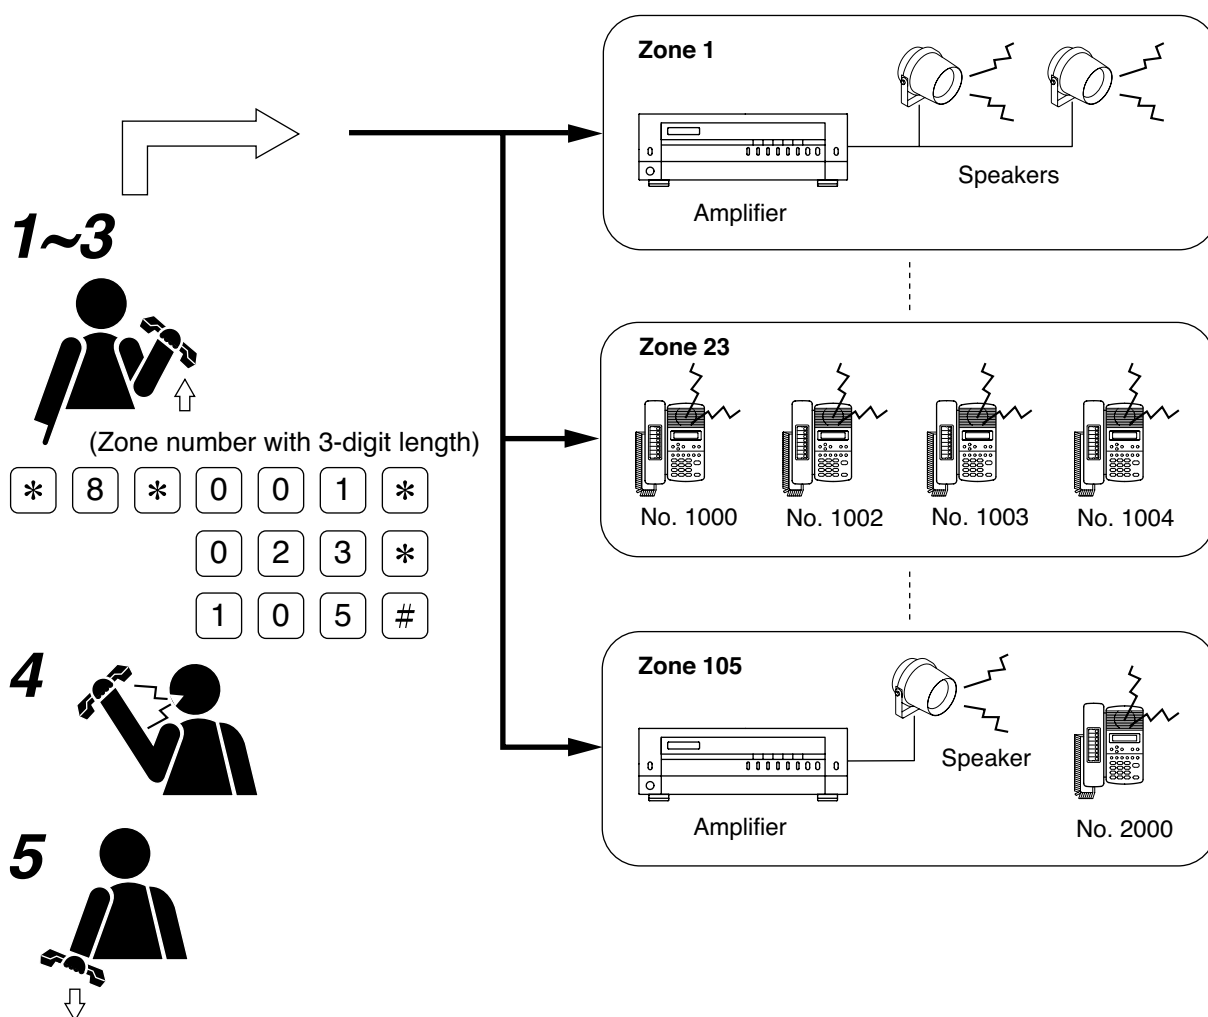 1~3
(Zone number with 3-digit length)
* 8 * 0 0 1 *
0 2 3 *
1 0 5 #
4
5
Zone 1
Speakers
Amplifier
Zone 23
No. 1000 No. 1002 No. 1003 No. 1004
Zone 105
Speaker
Amplifier
No. 2000